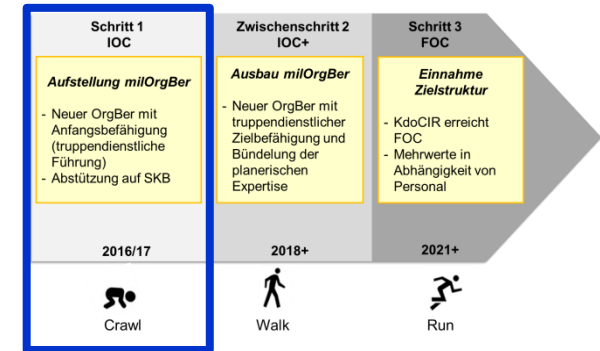 Schritt 1
IOC
Aufstellung milOrgBer
- Neuer OrgBer mit
Anfangsbefähigung
(truppendienstliche
Führung)
- Abstützung auf SKB
2016/17
Crawl
Zwischenschritt 2
IOC+
Ausbau milOrgBer
- Neuer OrgBer mit
truppendienstlicher
Zielbefähigung und
Bündelung der
planerischen
Expertise
2018+
Walk
Schritt 3
FOC
Einnahme
Zielstruktur
- KdoCIR erreicht
FOC
- Mehrwerte in
Abhängigkeit von
Personal
2021+
Run